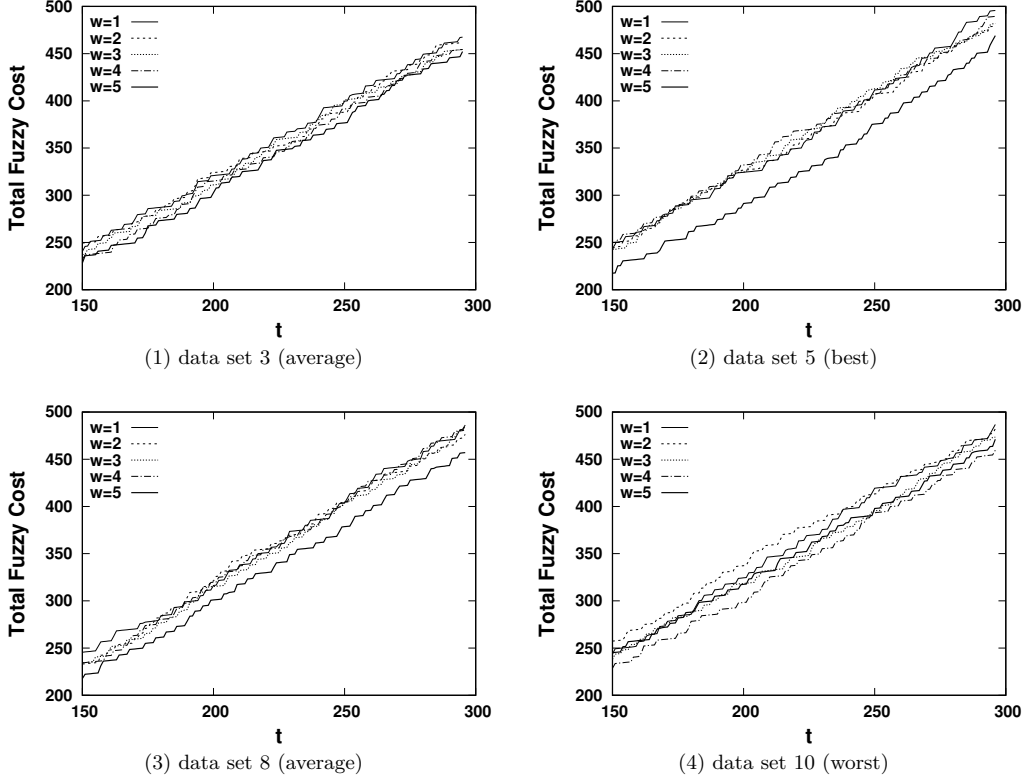 500
450
400
350
300
250
200
150
200
250
300
Total Fuzzy Cost
t
w=1
w=2
w=3
w=4
w=5
(1) data set 3 (average)
500
450
400
350
300
250
200
150
200
250
300
Total Fuzzy Cost
t
w=1
w=2
w=3
w=4
w=5
(2) data set 5 (best)
500
450
400
350
300
250
200
150
200
250
300
Total Fuzzy Cost
t
w=1
w=2
w=3
w=4
w=5
(3) data set 8 (average)
500
450
400
350
300
250
200
150
200
250
300
Total Fuzzy Cost
t
w=1
w=2
w=3
w=4
w=5
(4) data set 10 (worst)